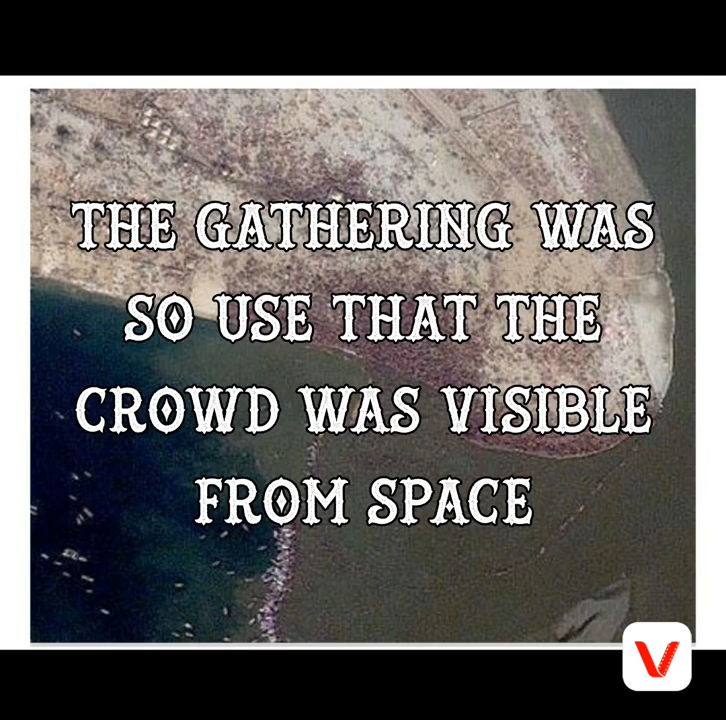 THE GATHERING WAS
SO USE THAT THE
CROWD WAS VISIBLE
FROM SPACE